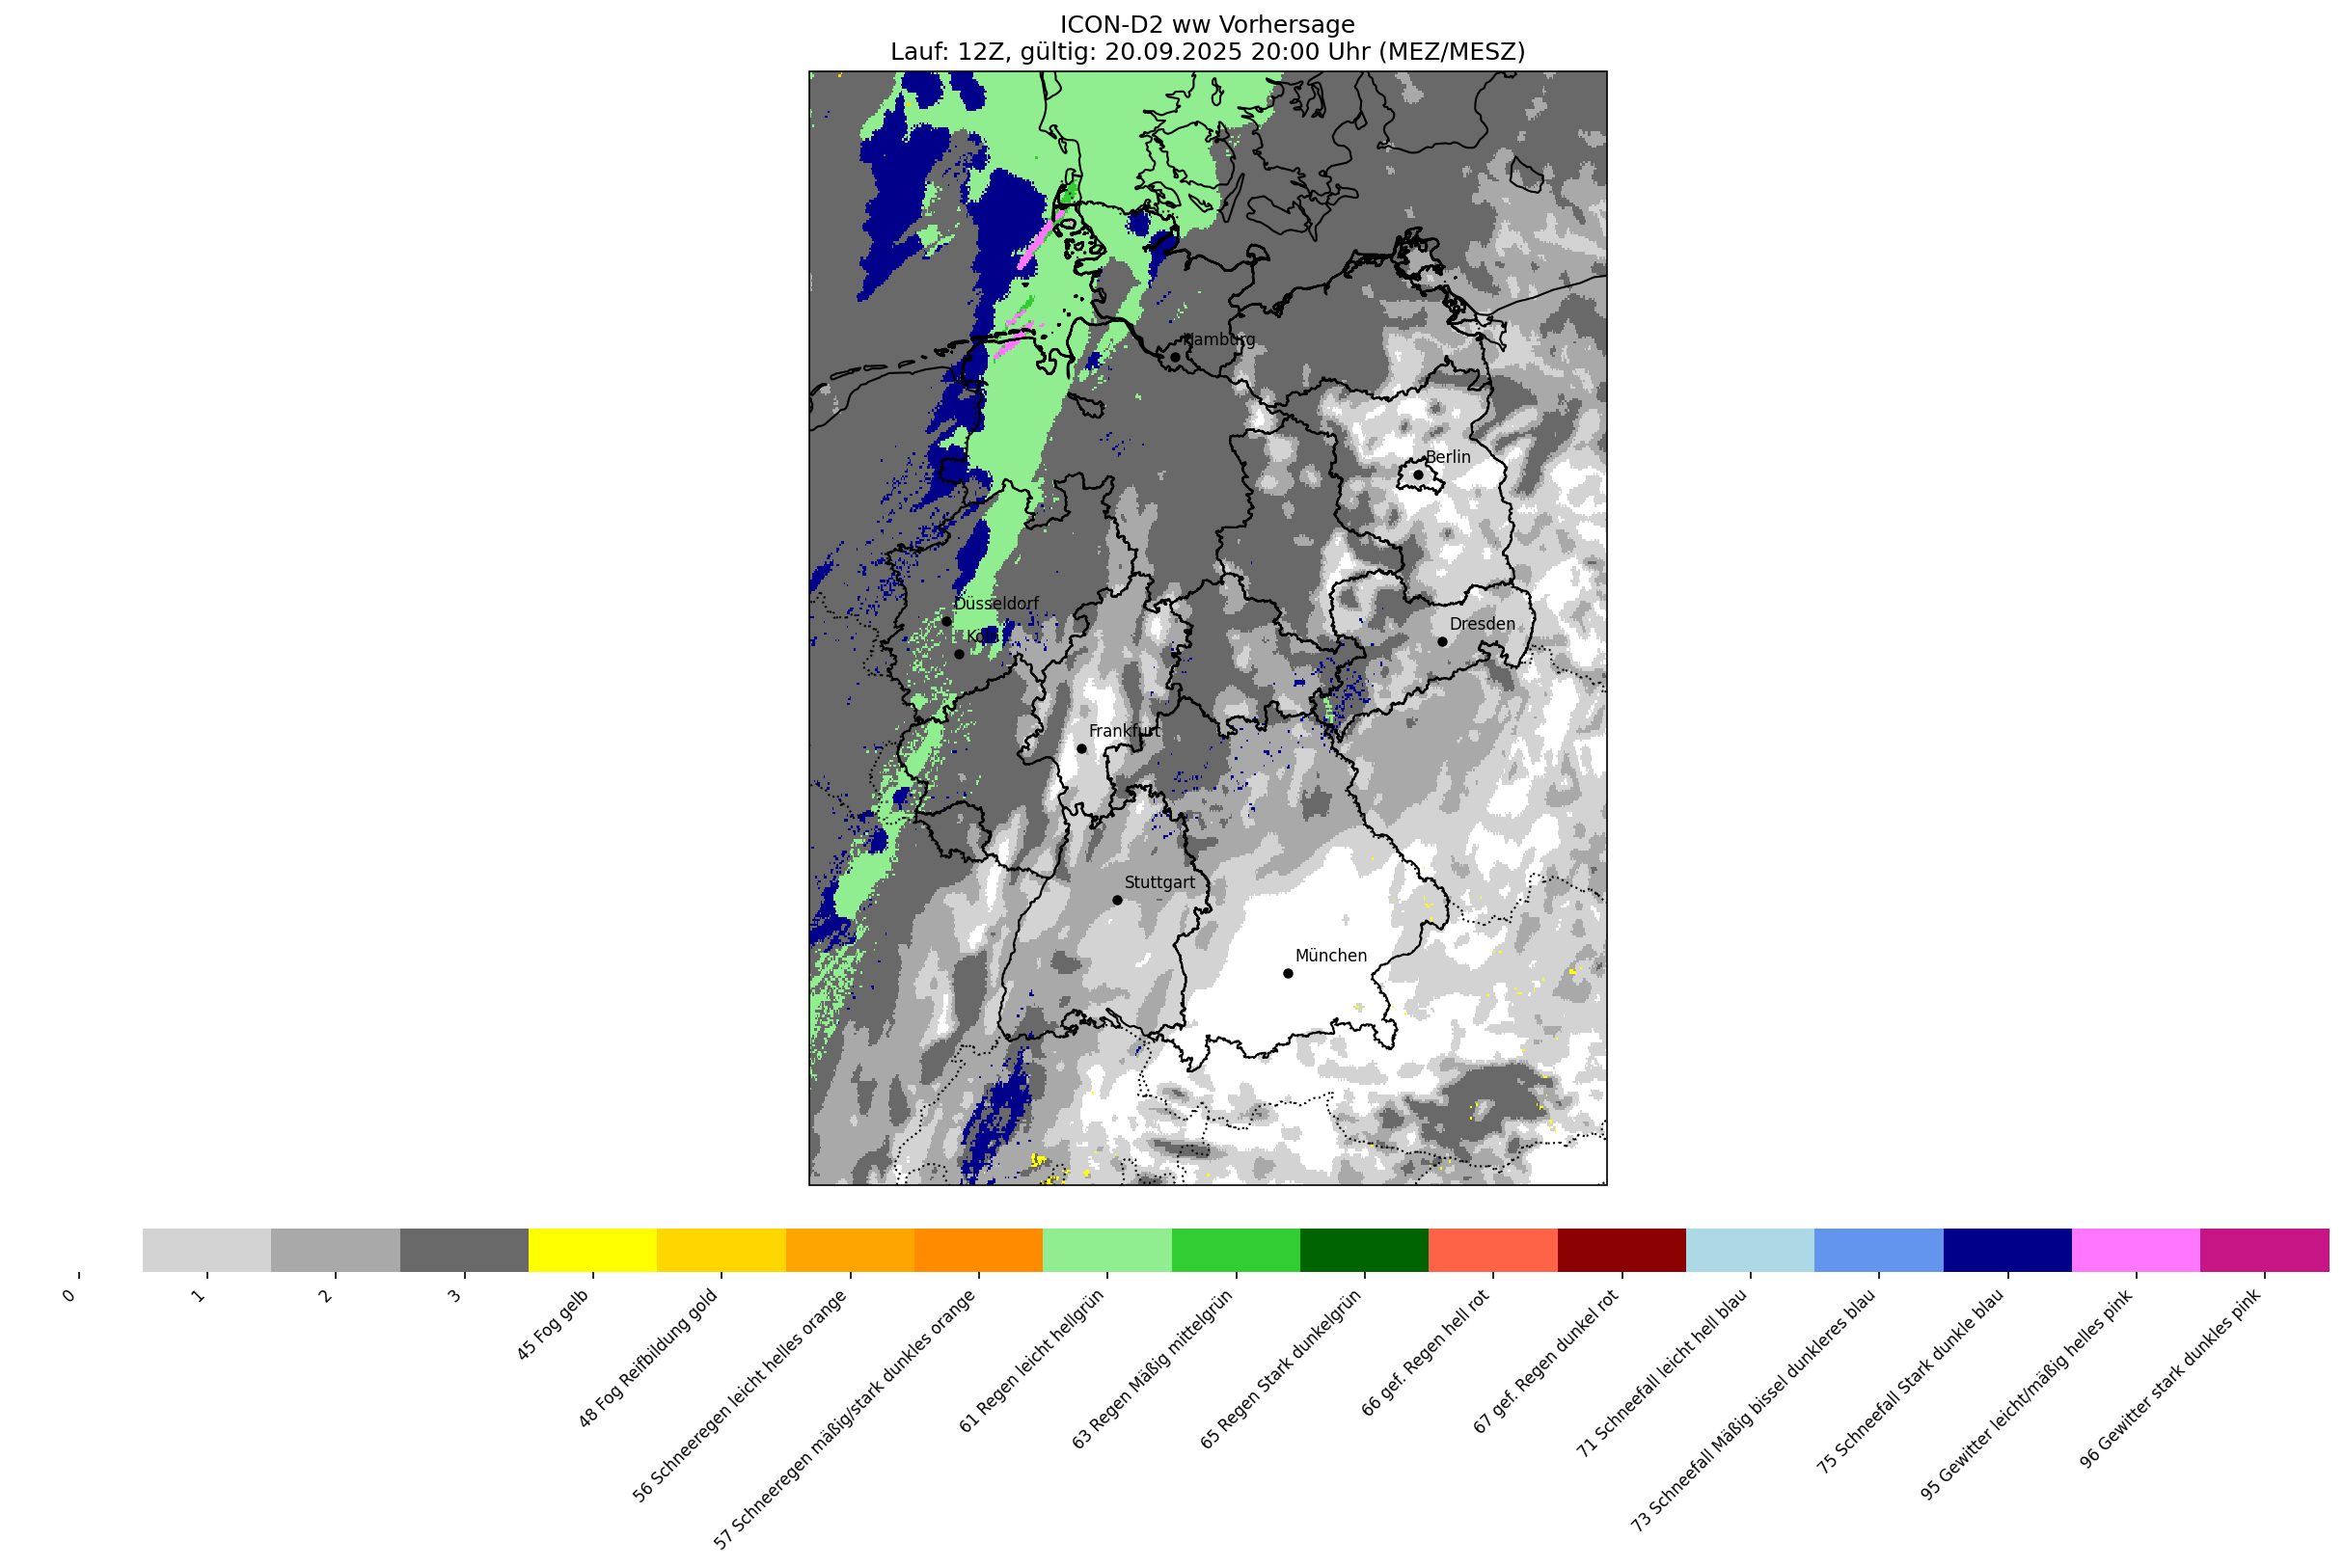 ICON-D2 ww Vorhersage
Lauf: 12Z, gültig: 20.09.2025 20:00 Uhr (MEZ/MESZ)
Hamburg
Berlin
Düsseldorf
Köln
Dresden
Frankfurt
Stuttgart
München
0
1
2
3
45 Fog gelb
48 Fog Reifbildung gold
56 Schneeregen leicht helles orange
57 Schneeregen mäßig/stark dunkles orange
61 Regen leicht hellgrün
63 Regen Mäßig mittelgrün
65 Regen Stark dunkelgrün
66 gef. Regen hell rot
67 gef. Regen dunkel rot
71 Schneefall leicht hell blau
73 Schneefall Mäßig bissel dunkleres blau
75 Schneefall Stark dunkle blau
95 Gewitter leicht/mäßig helles pink
96 Gewitter stark dunkles pink